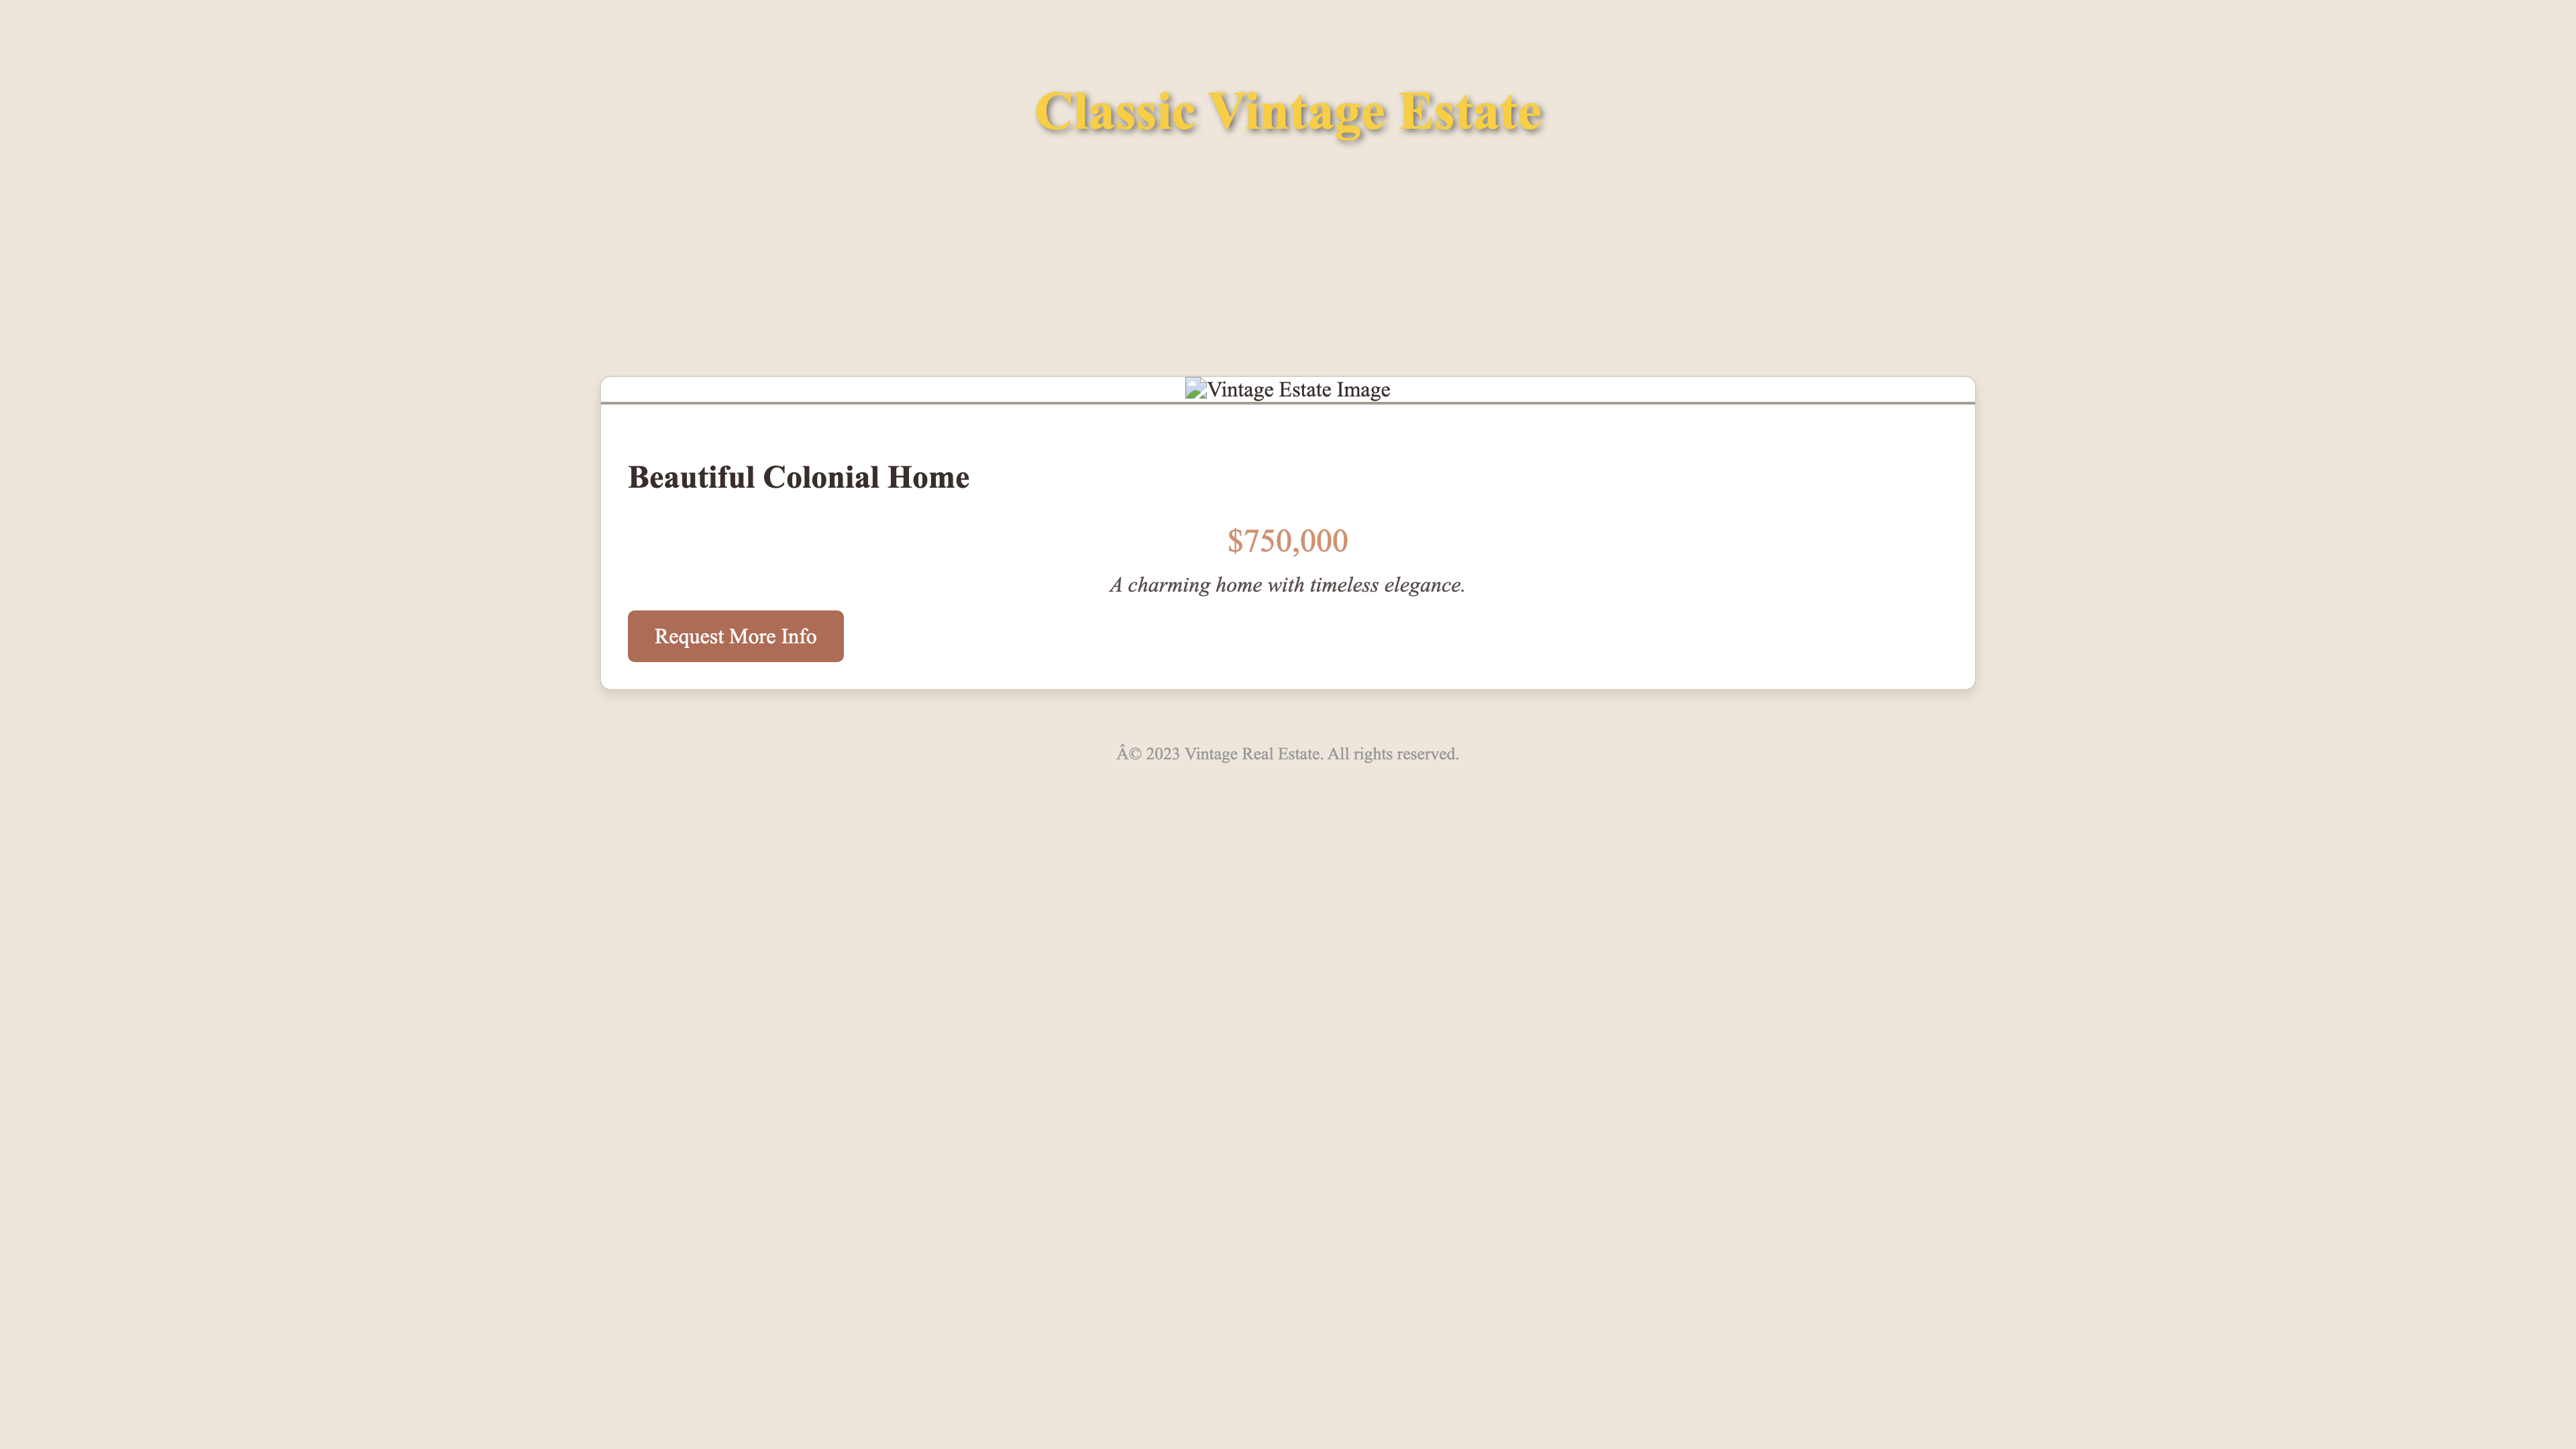 Classic Vintage Estate
Vintage Estate Image
Beautiful Colonial Home
$750,000
A charming home with timeless elegance.
Request More Info
Â© 2023 Vintage Real Estate. All rights reserved.